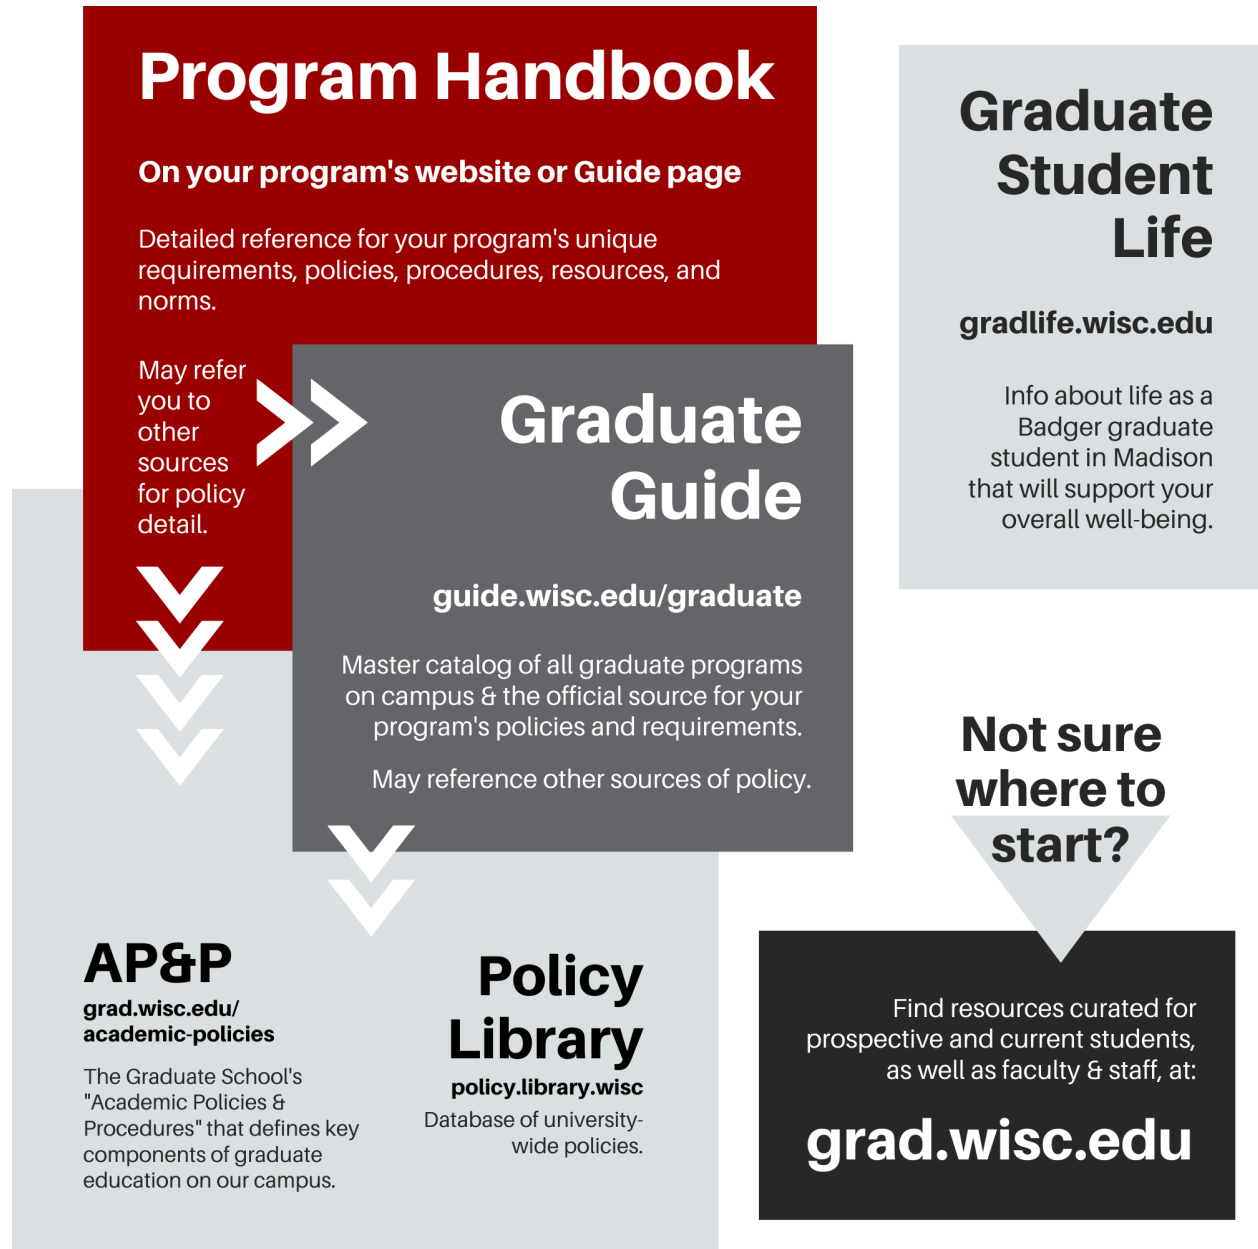 Program Handbook
On your program's website or Guide page
Detailed reference for your program's unique
requirements, policies, procedures, resources, and
norms.
May refer
you to
other
sources
for policy
detail.
Graduate
Guide
guide.wisc.edu/graduate
Master catalog of all graduate programs
on campus & the official source for your
program's policies and requirements.
May reference other sources of policy.
AP&P
grad.wisc.edu/
academic-policies
The Graduate School's
"Academic Policies &
Procedures" that defines key
components of graduate
education on our campus.
Policy
Library
policy.library.wisc
Database of university-
wide policies.
Graduate
Student
Life
gradlife.wisc.edu
Info about life as a
Badger graduate
student in Madison
that will support your
overall well-being.
Not sure
where to
start?
Find resources curated for
prospective and current students,
as well as faculty & staff, at:
grad.wisc.edu